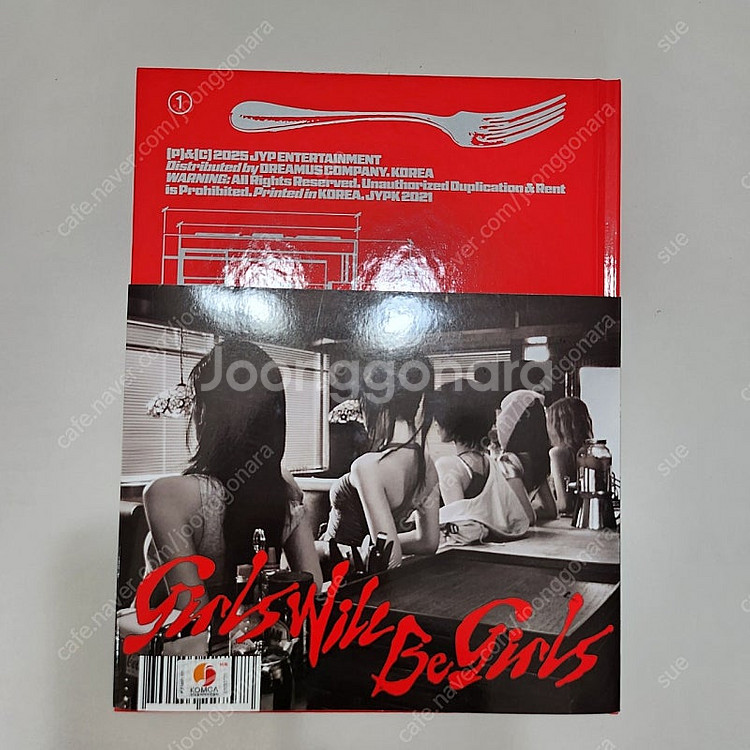 ①
(P)&(C) 2025 JYP ENTERTAINMENT
Distributed by DREAMUS COMPANY. KOREA
WARNING: All Rights Reserved. Unauthorized Duplication & Rent
is Prohibited. Printed in KOREA. JYPK 2021
Joonggonara
Girls Will
Be Girls
KOMCA
cafe.naver.com/joonggonara
sue